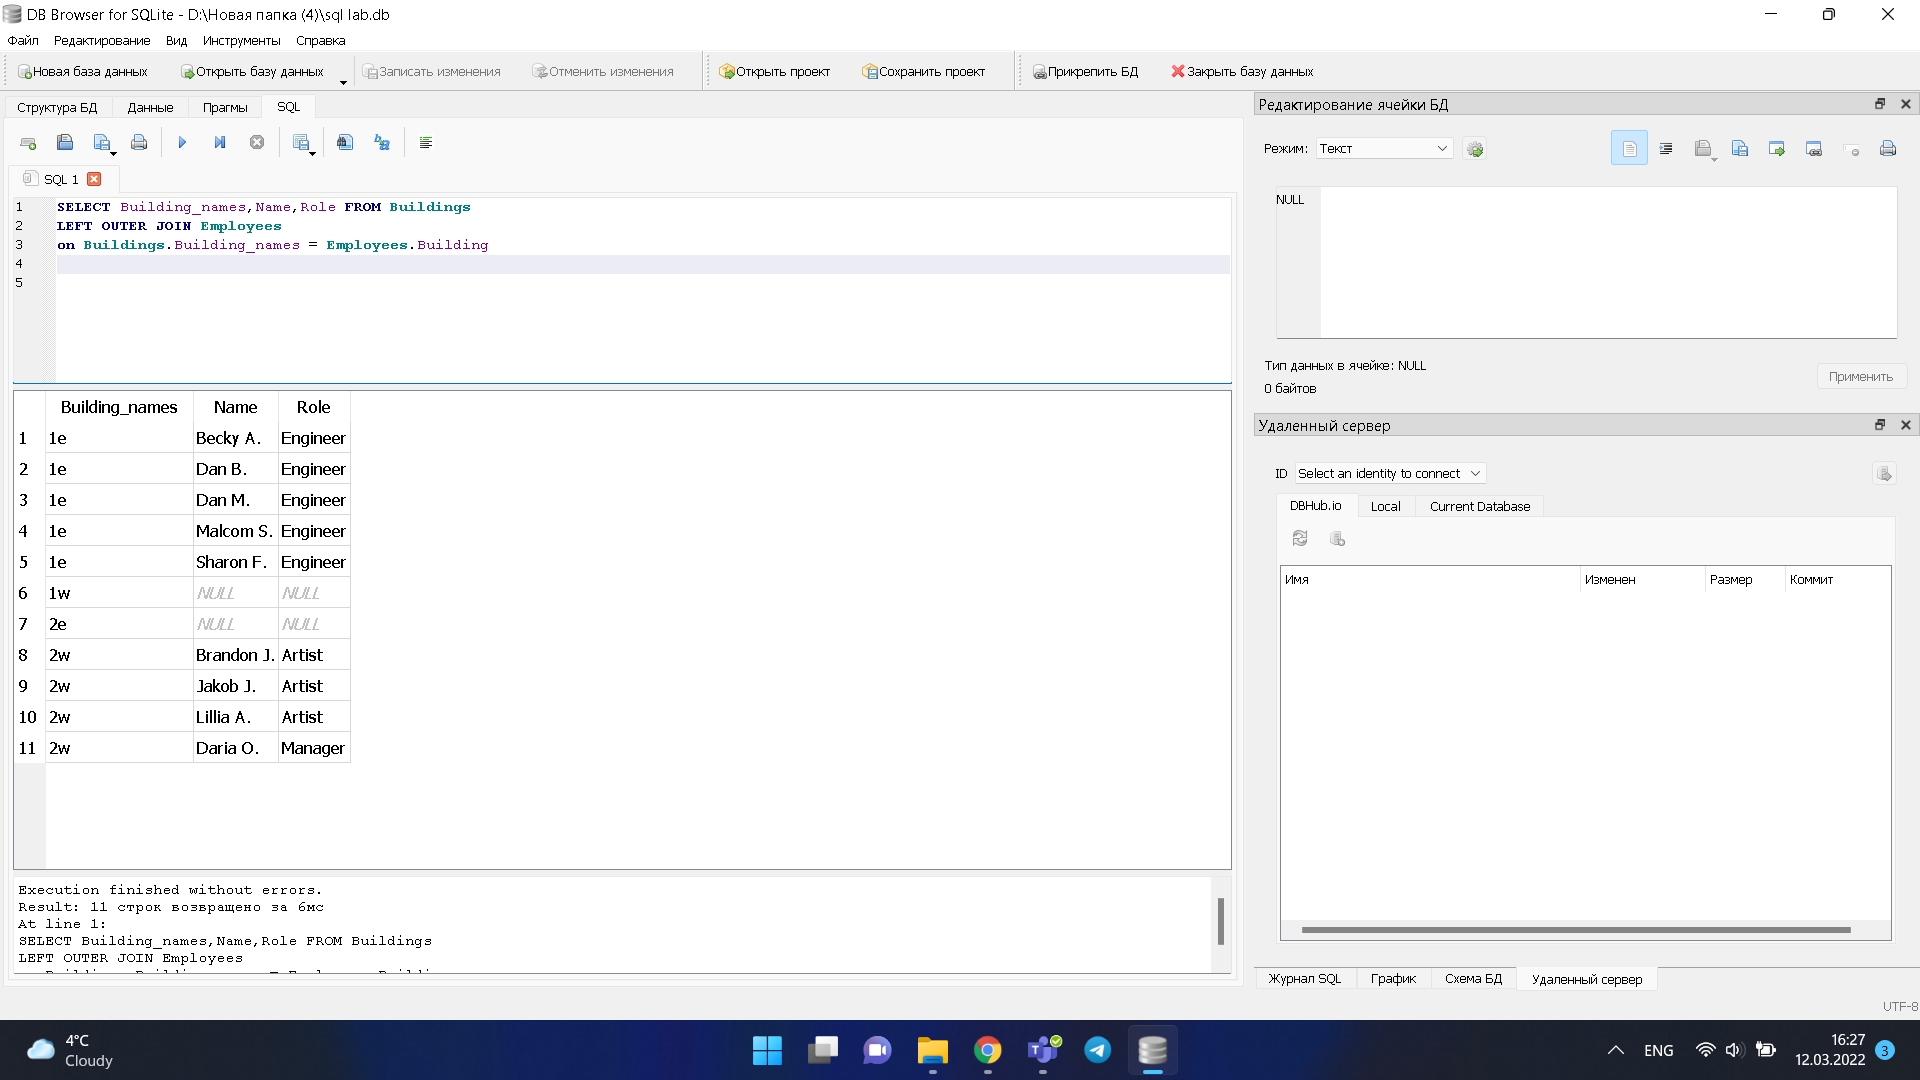 DB Browser for SQLite - D:\Новая папка (4)\sql lab.db
Файл Редактирование Вид Инструменты Справка
Новая база данных Открыть базу данных Записать изменения Отменить изменения Открыть проект Сохранить проект Прикрепить БД Закрыть базу данных
Структура БД Данные Прагмы SQL
SQL 1
1 SELECT Building_names,Name,Role FROM Buildings
2 LEFT OUTER JOIN Employees
3 on Buildings.Building_names = Employees.Building
4
5
Building_names Name Role
1 1e Becky A. Engineer
2 1e Dan B. Engineer
3 1e Dan M. Engineer
4 1e Malcom S. Engineer
5 1e Sharon F. Engineer
6 1w NULL NULL
7 2e NULL NULL
8 2w Brandon J. Artist
9 2w Jakob J. Artist
10 2w Lillia A. Artist
11 2w Daria O. Manager
Execution finished without errors.
Result: 11 строк возвращено за 6мс
At line 1:
SELECT Building_names,Name,Role FROM Buildings
LEFT OUTER JOIN Employees
Редактирование ячейки БД
Режим: Текст
NULL
Тип данных в ячейке: NULL
0 байтов
Применить
Удаленный сервер
ID Select an identity to connect
DBHub.io Local Current Database
Имя Изменен Размер Коммит
Журнал SQL График Схема БД Удаленный сервер
UTF-8
4°C
Cloudy
ENG
16:27
12.03.2022
3